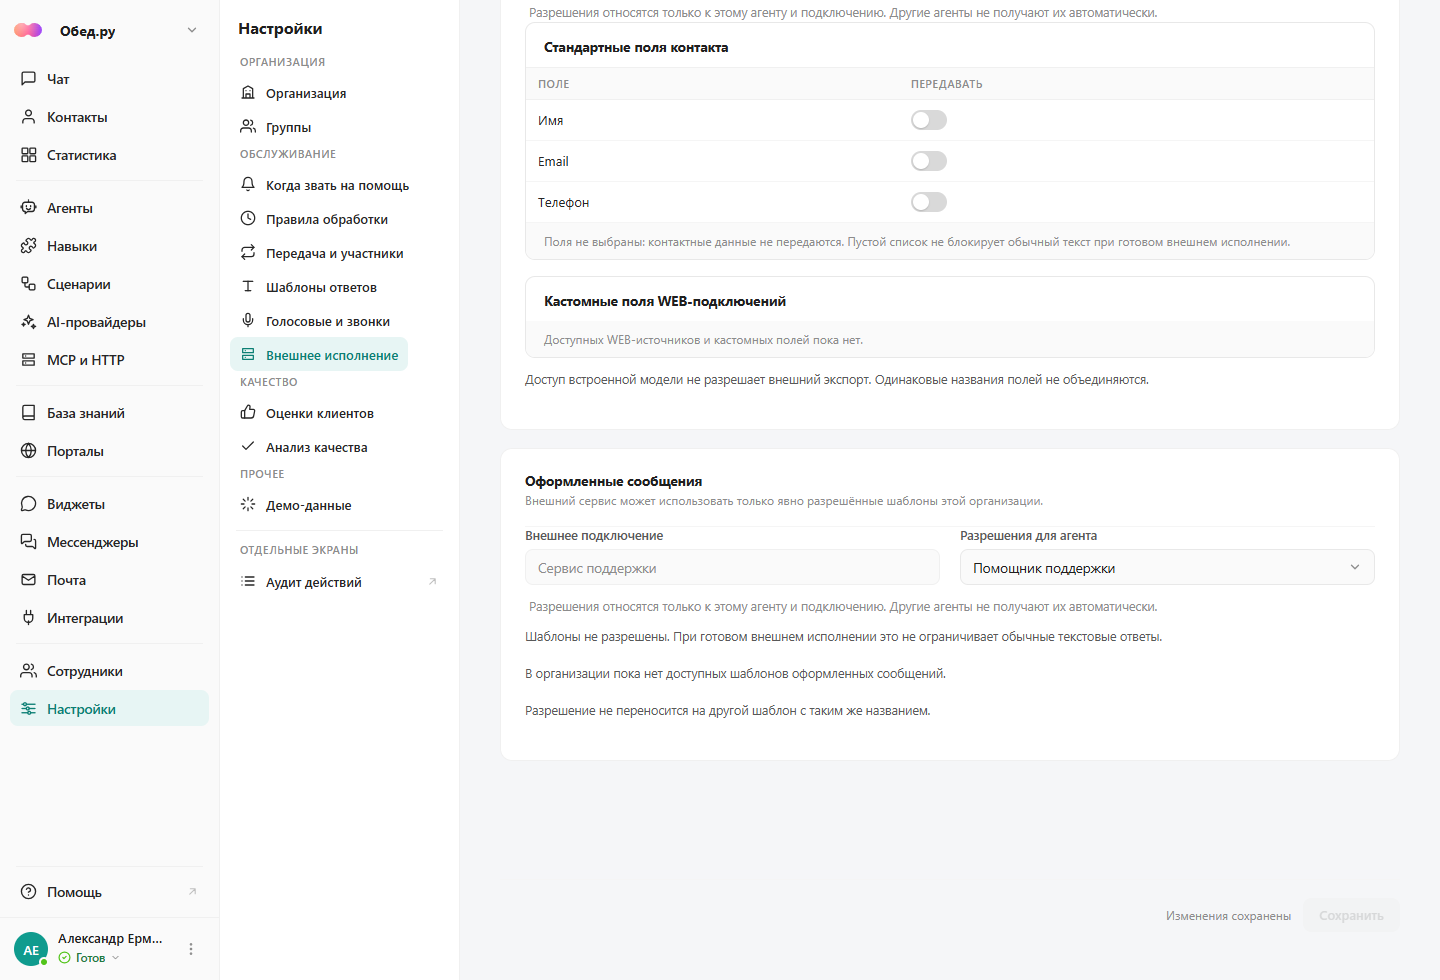 Обед.ру
Чат
Контакты
Статистика
Агенты
Навыки
Сценарии
AI-провайдеры
MCP и HTTP
База знаний
Порталы
Виджеты
Мессенджеры
Почта
Интеграции
Сотрудники
Настройки
Помощь
АЕ
Александр Ерм...
Готов
Настройки
ОРГАНИЗАЦИЯ
Организация
Группы
ОБСЛУЖИВАНИЕ
Когда звать на помощь
Правила обработки
Передача и участники
Шаблоны ответов
Голосовые и звонки
Внешнее исполнение
КАЧЕСТВО
Оценки клиентов
Анализ качества
ПРОЧЕЕ
Демо-данные
ОТДЕЛЬНЫЕ ЭКРАНЫ
Аудит действий
Разрешения относятся только к этому агенту и подключению. Другие агенты не получают их автоматически.
Стандартные поля контакта
ПОЛЕ ПЕРЕДАВАТЬ
Имя
Email
Телефон
Поля не выбраны: контактные данные не передаются. Пустой список не блокирует обычный текст при готовом внешнем исполнении.
Кастомные поля WEB-подключений
Доступных WEB-источников и кастомных полей пока нет.
Доступ встроенной модели не разрешает внешний экспорт. Одинаковые названия полей не объединяются.
Оформленные сообщения
Внешний сервис может использовать только явно разрешённые шаблоны этой организации.
Внешнее подключение Разрешения для агента
Сервис поддержки Помощник поддержки
Разрешения относятся только к этому агенту и подключению. Другие агенты не получают их автоматически.
Шаблоны не разрешены. При готовом внешнем исполнении это не ограничивает обычные текстовые ответы.
В организации пока нет доступных шаблонов оформленных сообщений.
Разрешение не переносится на другой шаблон с таким же названием.
Изменения сохранены Сохранить